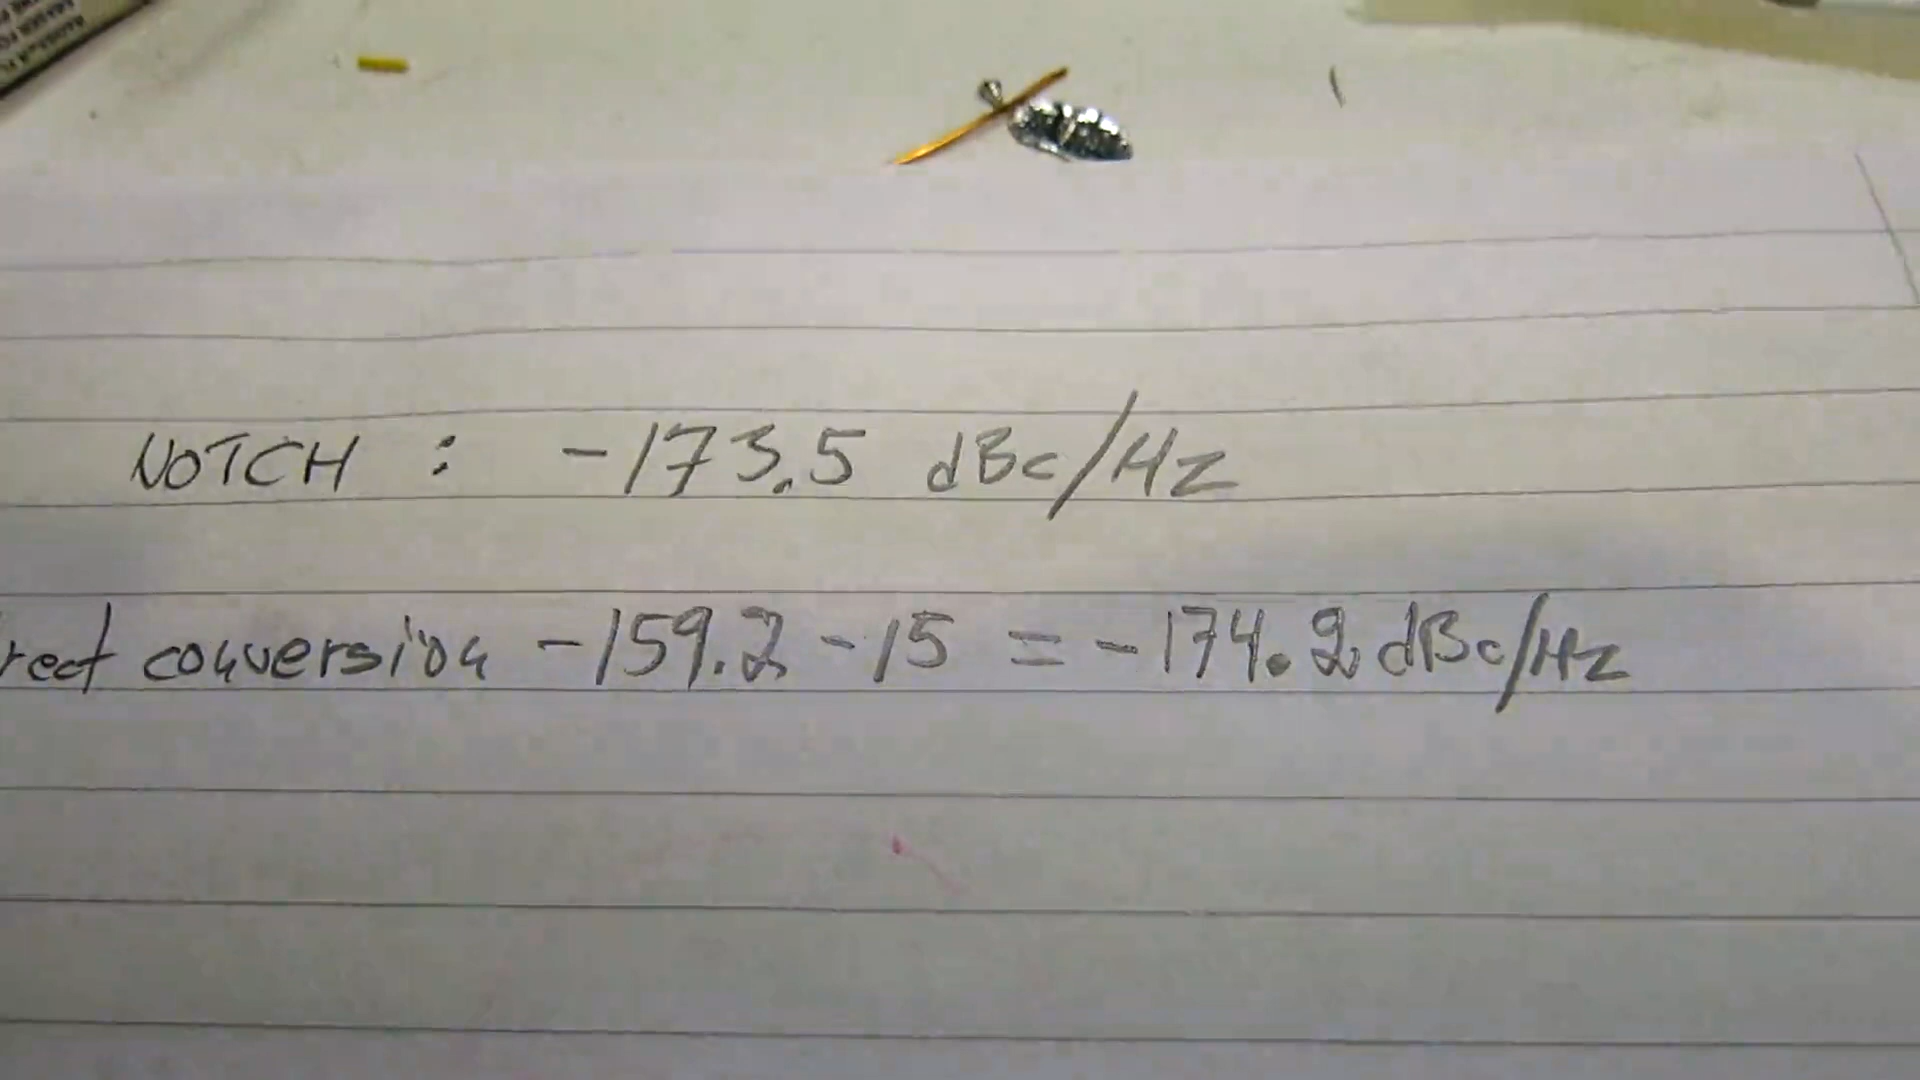 NOTCH : -173.5 dBc/Hz
rect conversion -159.2 -15 = -174.2 dBc/Hz